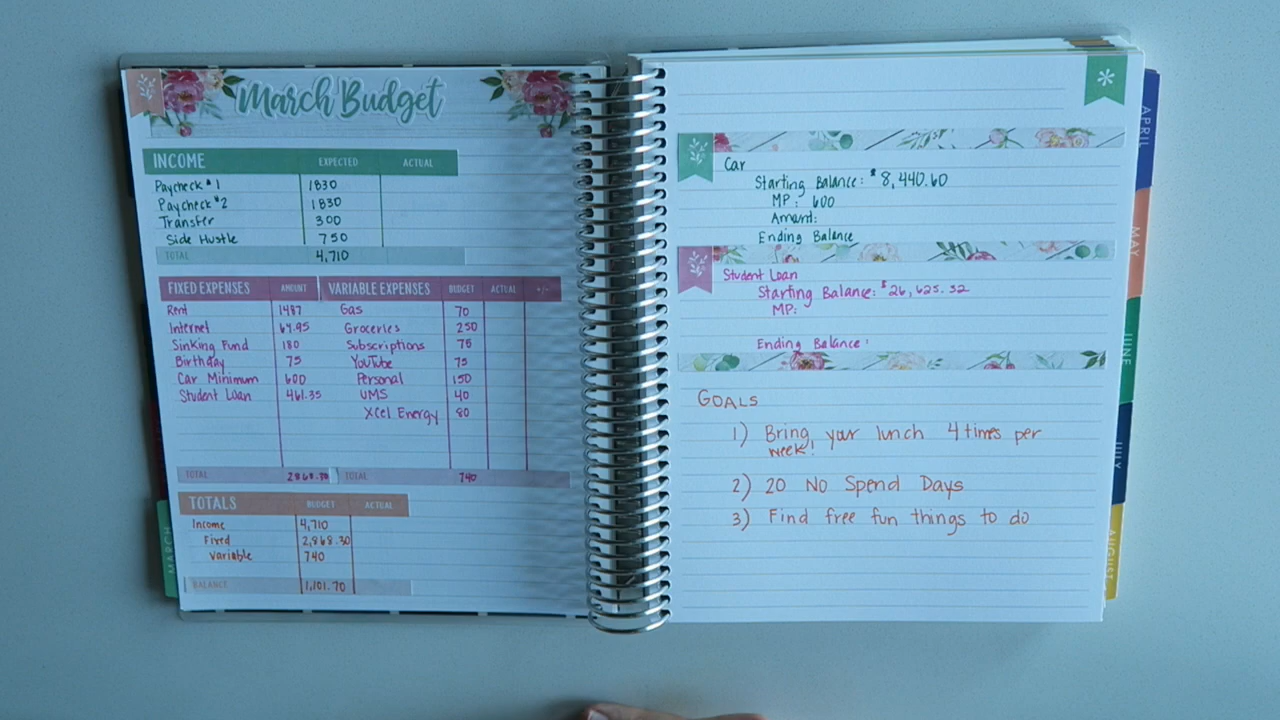 March Budget
INCOME EXPECTED ACTUAL
Paycheck #1 1830
Paycheck #2 1830
Transfer 300
Side Hustle 750
TOTAL 4,710
FIXED EXPENSES AMOUNT VARIABLE EXPENSES BUDGET ACTUAL +/-
Rent 1487 Gas 70
Internet 64.95 Groceries 250
Sinking Fund 180 Subscriptions 75
Birthday 75 YouTube 75
Car Minimum 600 Personal 150
Student Loan 461.35 UMS 40
Xcel Energy 80
TOTAL 2868.30 TOTAL 740
TOTALS BUDGET ACTUAL
Income 4,710
Fixed 2,868.30
Variable 740
BALANCE 1,101.70
MARCH
Car
Starting Balance: $8,440.60
MP: 600
Amount:
Ending Balance
Student Loan
Starting Balance: $26,625.52
MP:
Ending Balance:
GOALS
1) Bring your lunch 4 times per
week!
2) 20 No Spend Days
3) Find free fun things to do
APRIL
MAY
JUNE
JULY
AUGUST